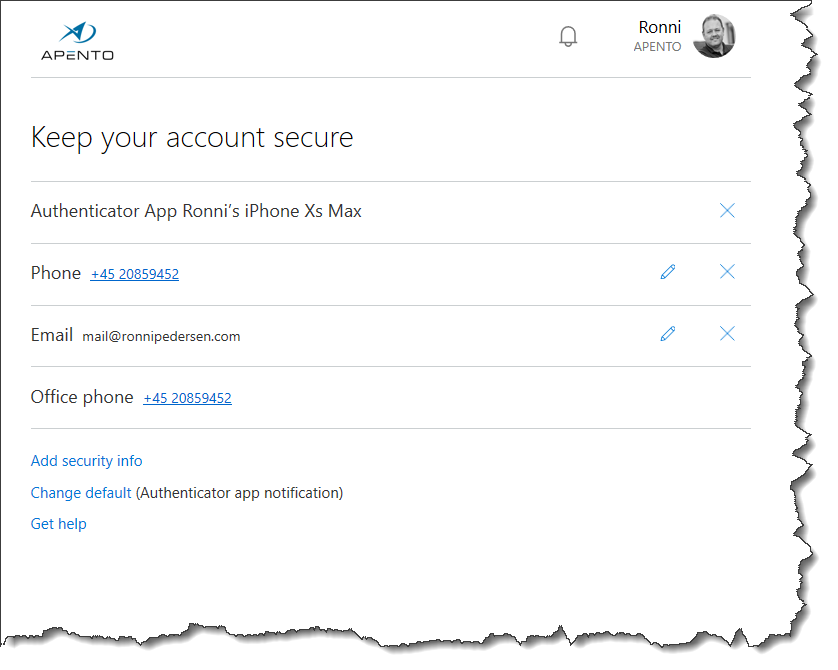 APENTO
Ronni
APENTO
Keep your account secure
Authenticator App Ronni’s iPhone Xs Max
Phone +45 20859452
Email mail@ronnipedersen.com
Office phone +45 20859452
Add security info
Change default (Authenticator app notification)
Get help